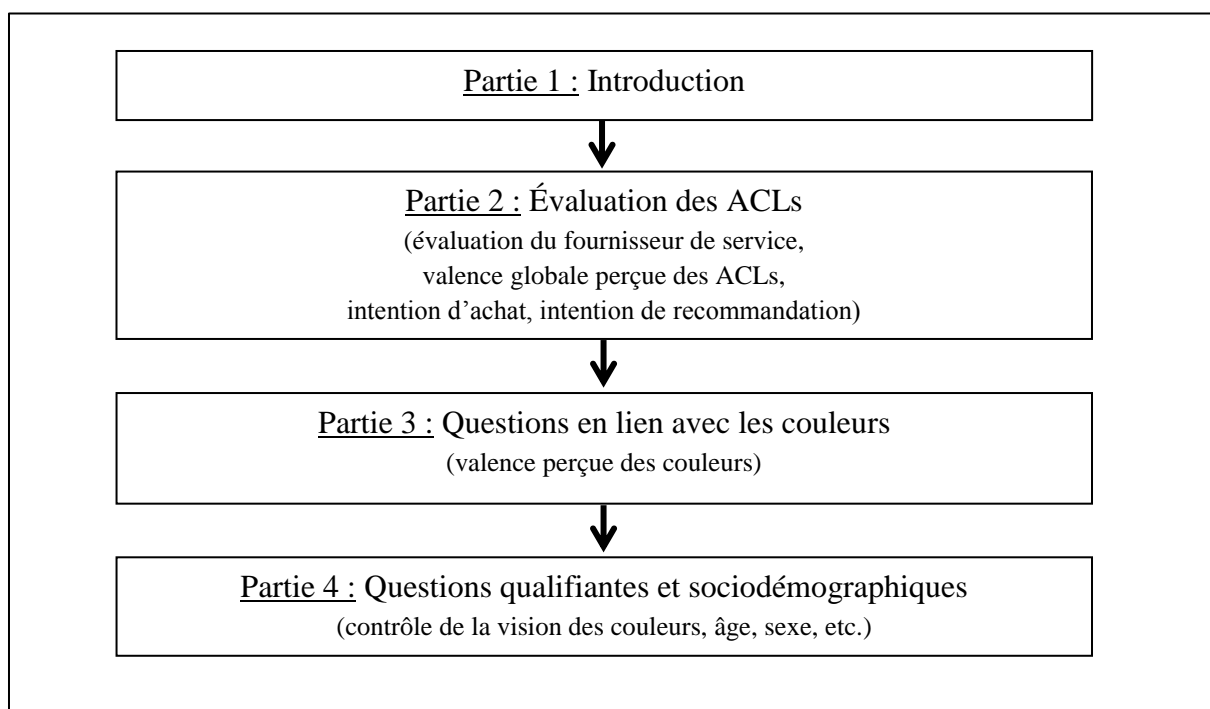 Partie 1 : Introduction
Partie 2 : Évaluation des ACLs
(évaluation du fournisseur de service,
valence globale perçue des ACLs,
intention d’achat, intention de recommandation)
Partie 3 : Questions en lien avec les couleurs
(valence perçue des couleurs)
Partie 4 : Questions qualifiantes et sociodémographiques
(contrôle de la vision des couleurs, âge, sexe, etc.)